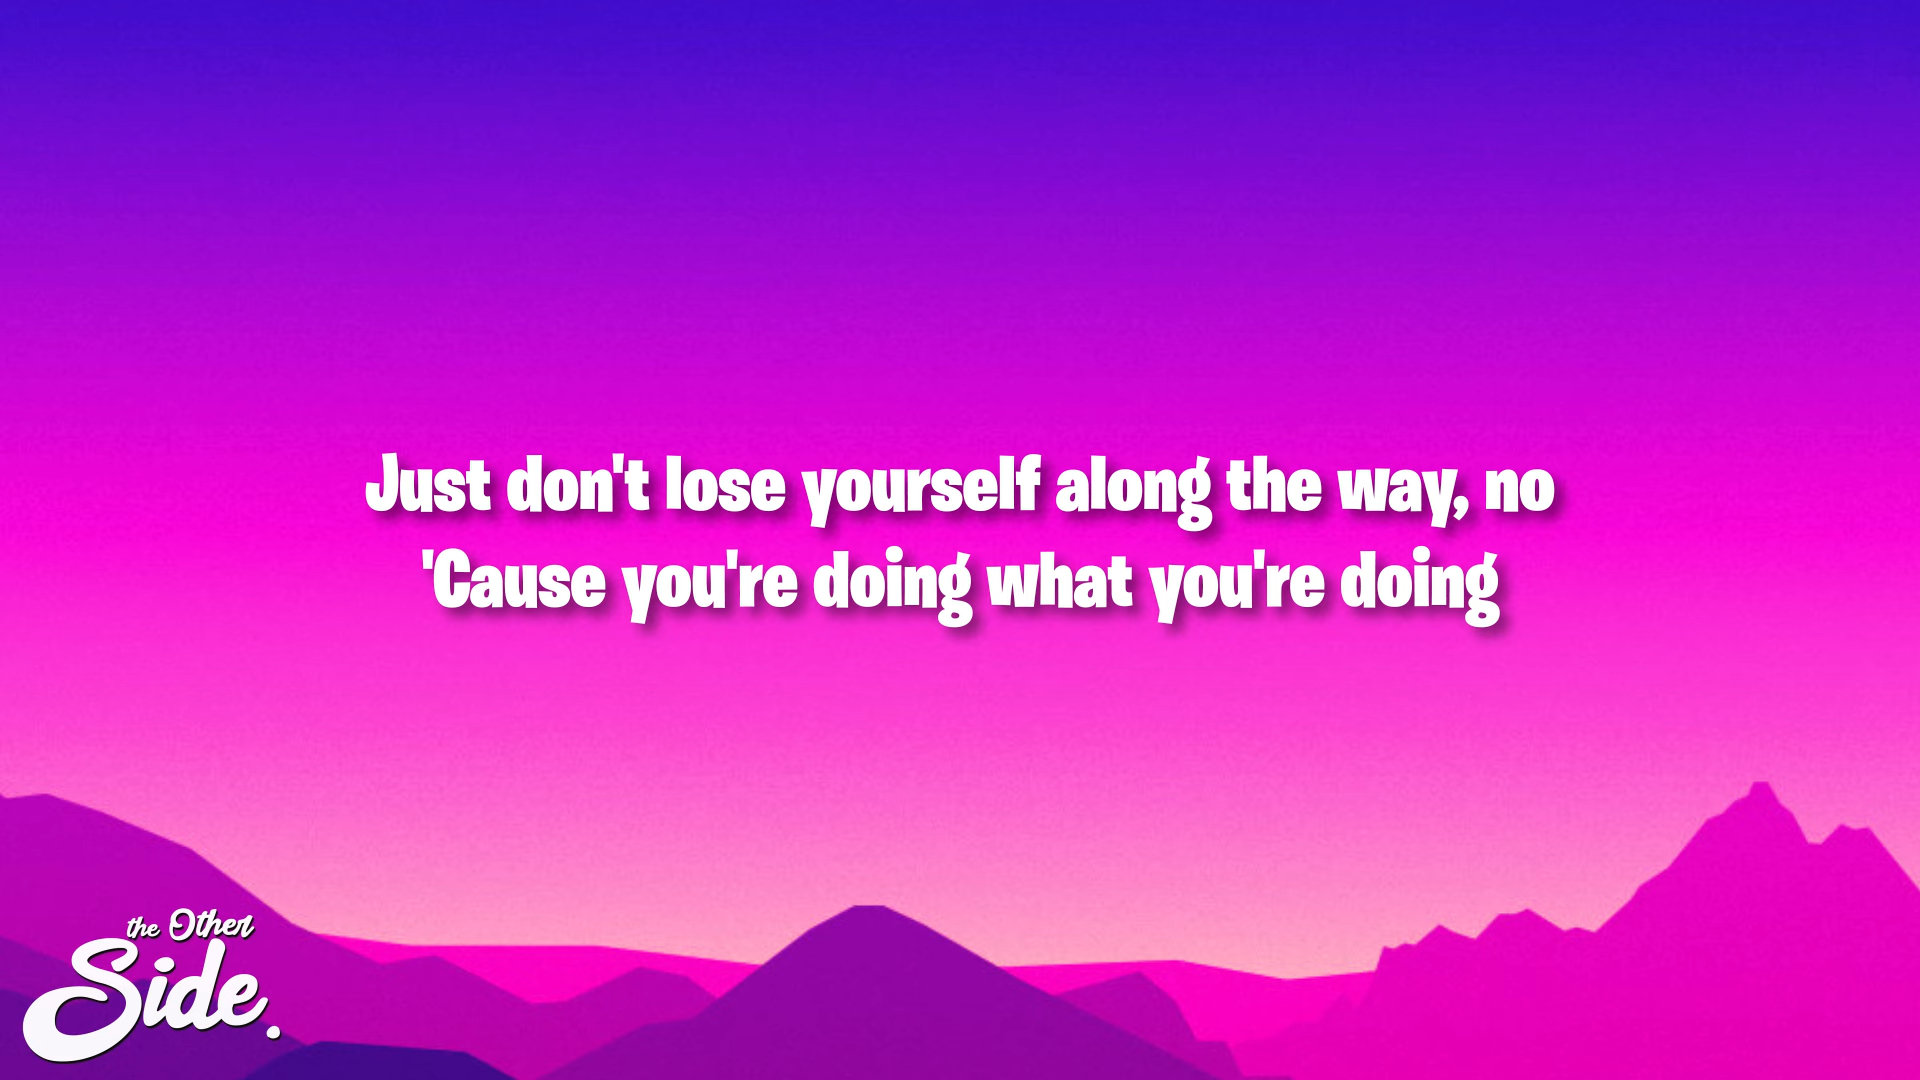 Just don't lose yourself along the way, no
'Cause you're doing what you're doing
the Other
Side.